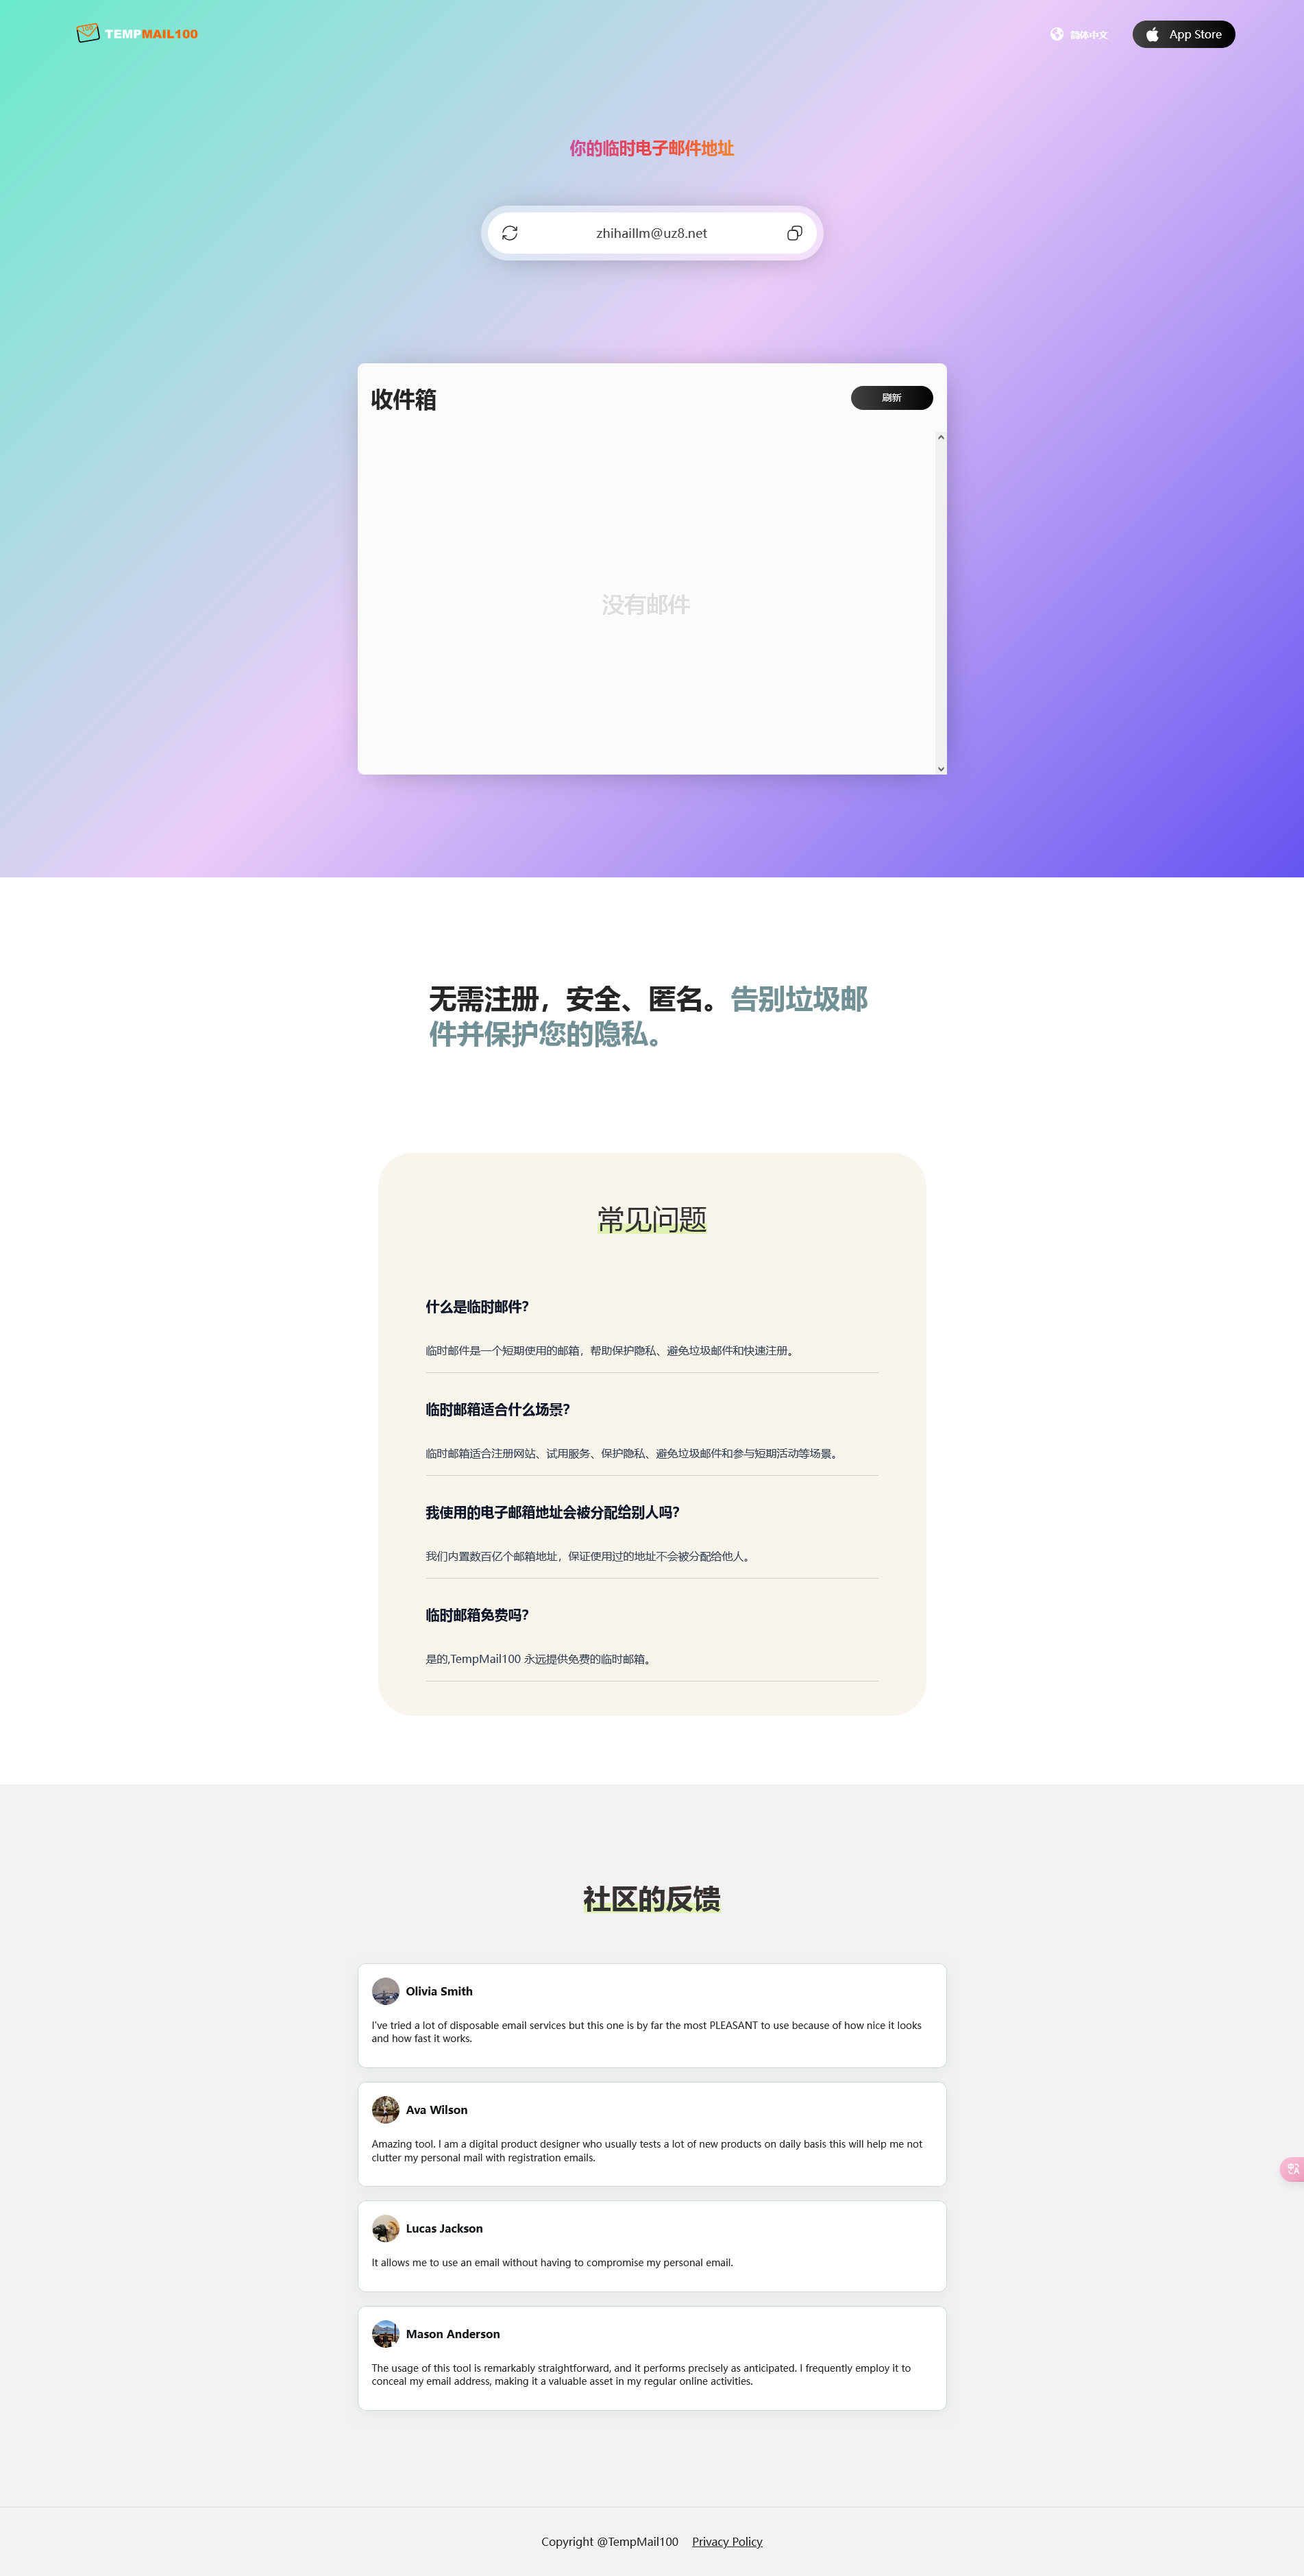 TEMPMAIL100
简体中文
App Store
你的临时电子邮件地址
zhihaillm@uz8.net
收件箱
刷新
没有邮件
无需注册，安全、匿名。告别垃圾邮
件并保护您的隐私。
常见问题
什么是临时邮件?
临时邮件是一个短期使用的邮箱，帮助保护隐私、避免垃圾邮件和快速注册。
临时邮箱适合什么场景?
临时邮箱适合注册网站、试用服务、保护隐私、避免垃圾邮件和参与短期活动等场景。
我使用的电子邮箱地址会被分配给别人吗?
我们内置数百亿个邮箱地址，保证使用过的地址不会被分配给他人。
临时邮箱免费吗?
是的,TempMail100 永远提供免费的临时邮箱。
社区的反馈
Olivia Smith
I've tried a lot of disposable email services but this one is by far the most PLEASANT to use because of how nice it looks
and how fast it works.
Ava Wilson
Amazing tool. I am a digital product designer who usually tests a lot of new products on daily basis this will help me not
clutter my personal mail with registration emails.
Lucas Jackson
It allows me to use an email without having to compromise my personal email.
Mason Anderson
The usage of this tool is remarkably straightforward, and it performs precisely as anticipated. I frequently employ it to
conceal my email address, making it a valuable asset in my regular online activities.
Copyright @TempMail100 Privacy Policy